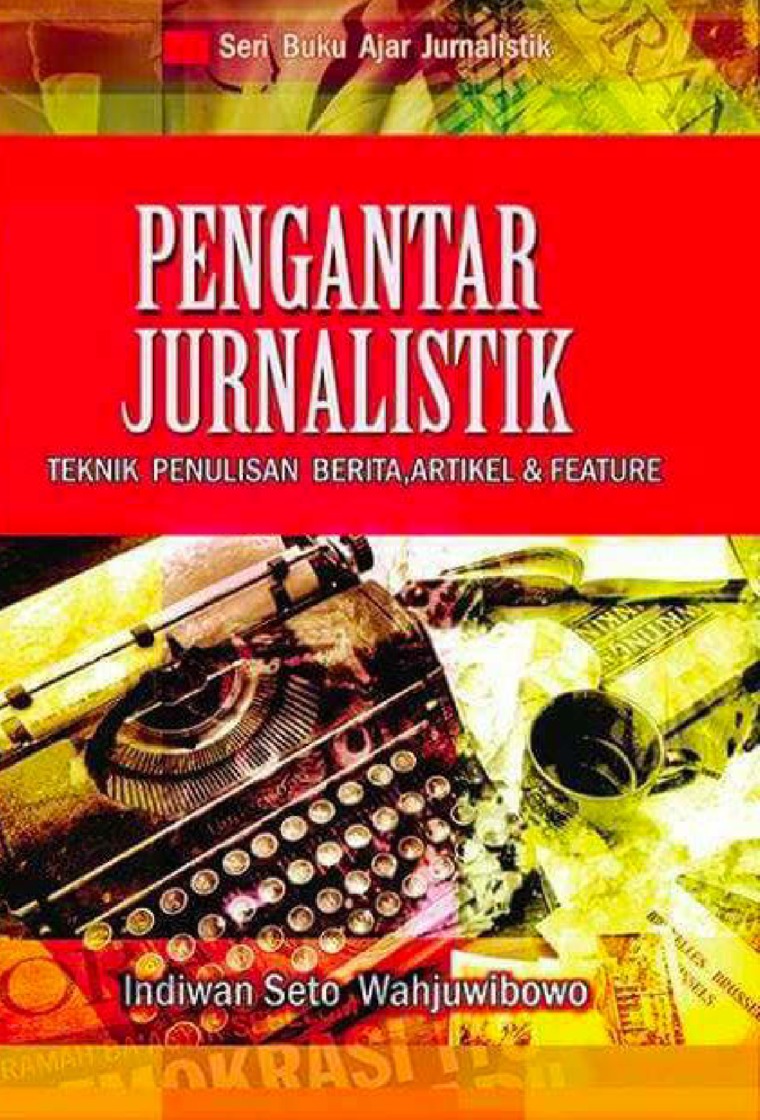 Seri Buku Ajar Jurnalistik
PENGANTAR
JURNALISTIK
TEKNIK PENULISAN BERITA,ARTIKEL & FEATURE
Indiwan Seto Wahjuwibowo